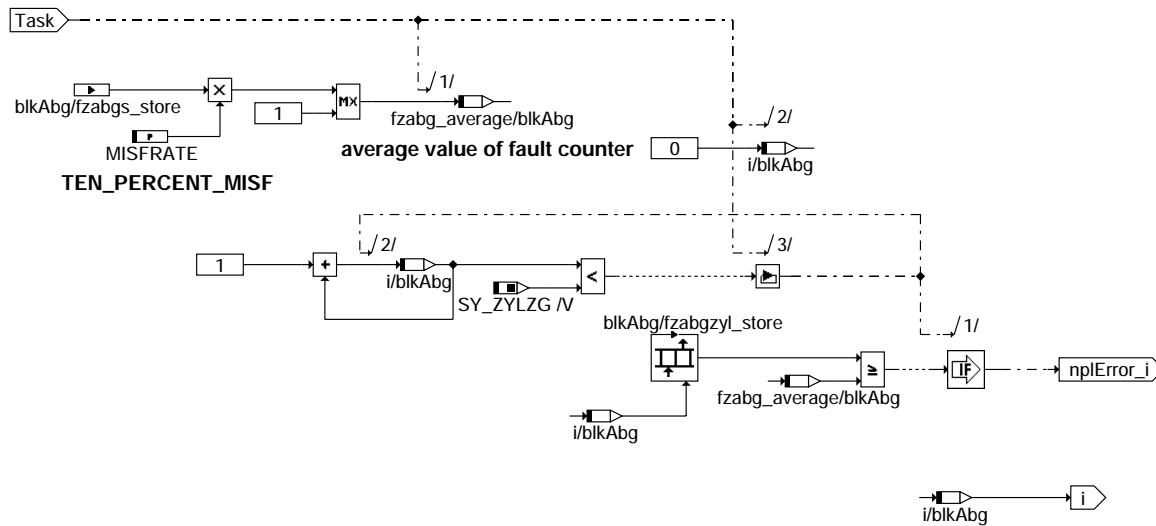 Task
/1/
blkAbg/fzabgs_store
MX
1
fzabg_average/blkAbg
/2/
P
MISFRATE
average value of fault counter
0
i/blkAbg
TEN_PERCENT_MISF
/2/
/3/
1
+
i/blkAbg
<
SY_ZYLZG /V
blkAbg/fzabgzyl_store
/1/
≥
IF
nplError_i
fzabg_average/blkAbg
i/blkAbg
i
i/blkAbg